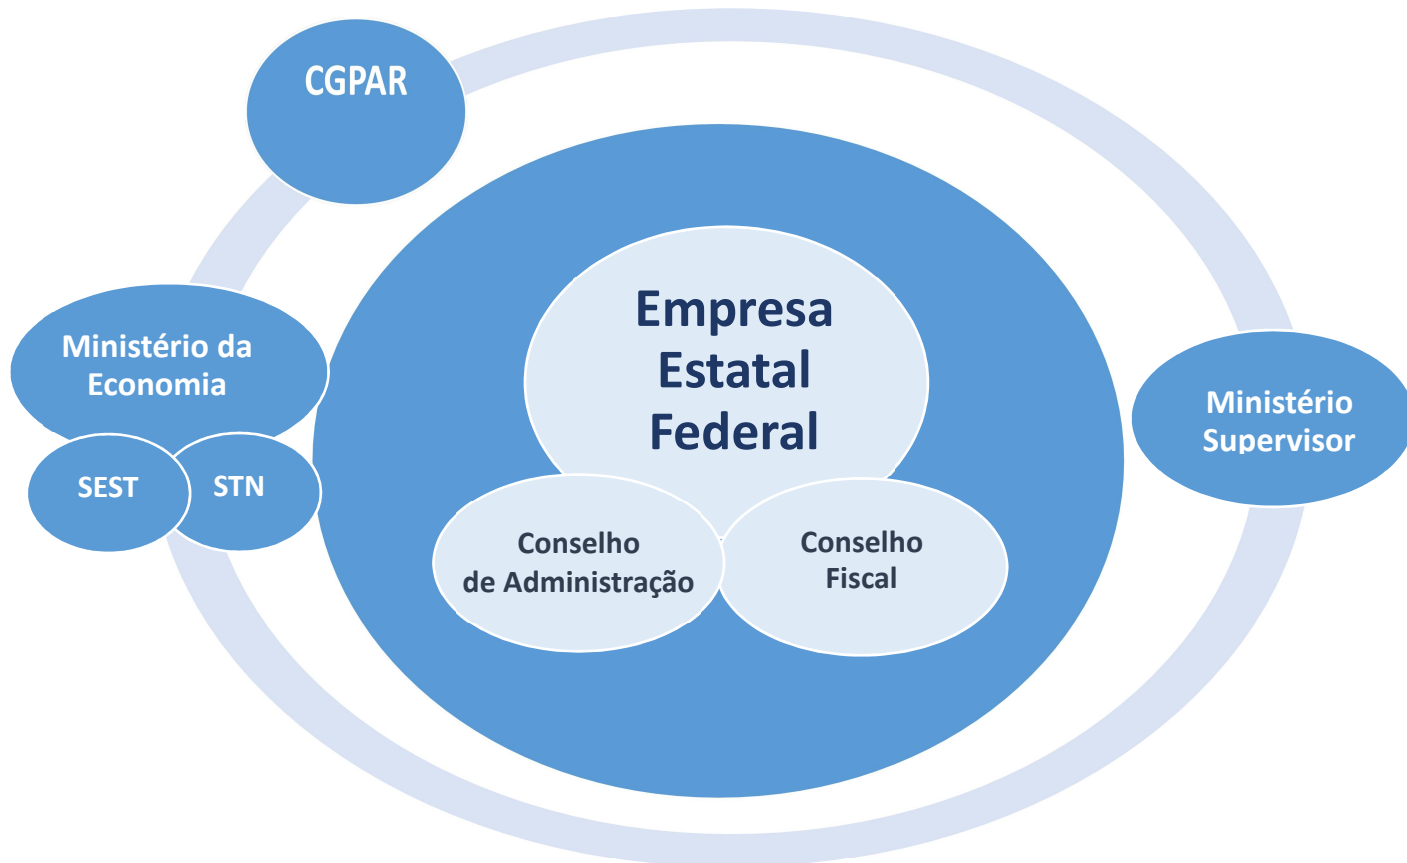 CGPAR
Empresa
Estatal
Federal
Ministério da
Economia
SEST
STN
Ministério
Supervisor
Conselho
de Administração
Conselho
Fiscal